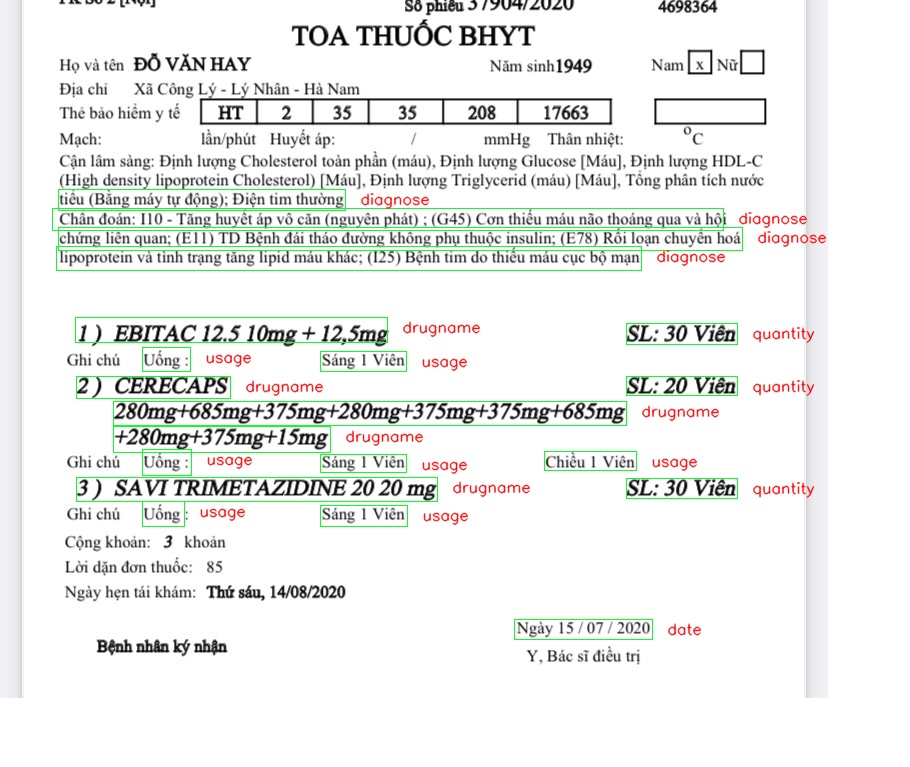 Số phiếu 37904/2020
4698364
TOA THUỐC BHYT
Họ và tên ĐỖ VĂN HAY Năm sinh1949 Nam x Nữ
Địa chỉ Xã Công Lý - Lý Nhân - Hà Nam
Thẻ bảo hiểm y tế HT 2 35 35 208 17663
Mạch: lần/phút Huyết áp: / mmHg Thân nhiệt: °C
Cận lâm sàng: Định lượng Cholesterol toàn phần (máu), Định lượng Glucose [Máu], Định lượng HDL-C
(High density lipoprotein Cholesterol) [Máu], Định lượng Triglycerid (máu) [Máu], Tổng phân tích nước
tiểu (Bằng máy tự động); Điện tim thường diagnose
Chẩn đoán: I10 - Tăng huyết áp vô căn (nguyên phát) ; (G45) Cơn thiếu máu não thoáng qua và hội diagnose
chứng liên quan; (E11) TD Bệnh đái tháo đường không phụ thuộc insulin; (E78) Rối loạn chuyển hoá diagnose
lipoprotein và tình trạng tăng lipid máu khác; (I25) Bệnh tim do thiếu máu cục bộ mạn diagnose
1 ) EBITAC 12.5 10mg + 12,5mg drugname SL: 30 Viên quantity
Ghi chú Uống : usage Sáng 1 Viên usage
2 ) CERECAPS drugname SL: 20 Viên quantity
280mg+685mg+375mg+280mg+375mg+375mg+685mg drugname
+280mg+375mg+15mg drugname
Ghi chú Uống : usage Sáng 1 Viên usage Chiều 1 Viên usage
3 ) SAVI TRIMETAZIDINE 20 20 mg drugname SL: 30 Viên quantity
Ghi chú Uống : usage Sáng 1 Viên usage
Cộng khoản: 3 khoản
Lời dặn đơn thuốc: 85
Ngày hẹn tái khám: Thứ sáu, 14/08/2020
Ngày 15 / 07 / 2020 date
Bệnh nhân ký nhận
Y, Bác sĩ điều trị